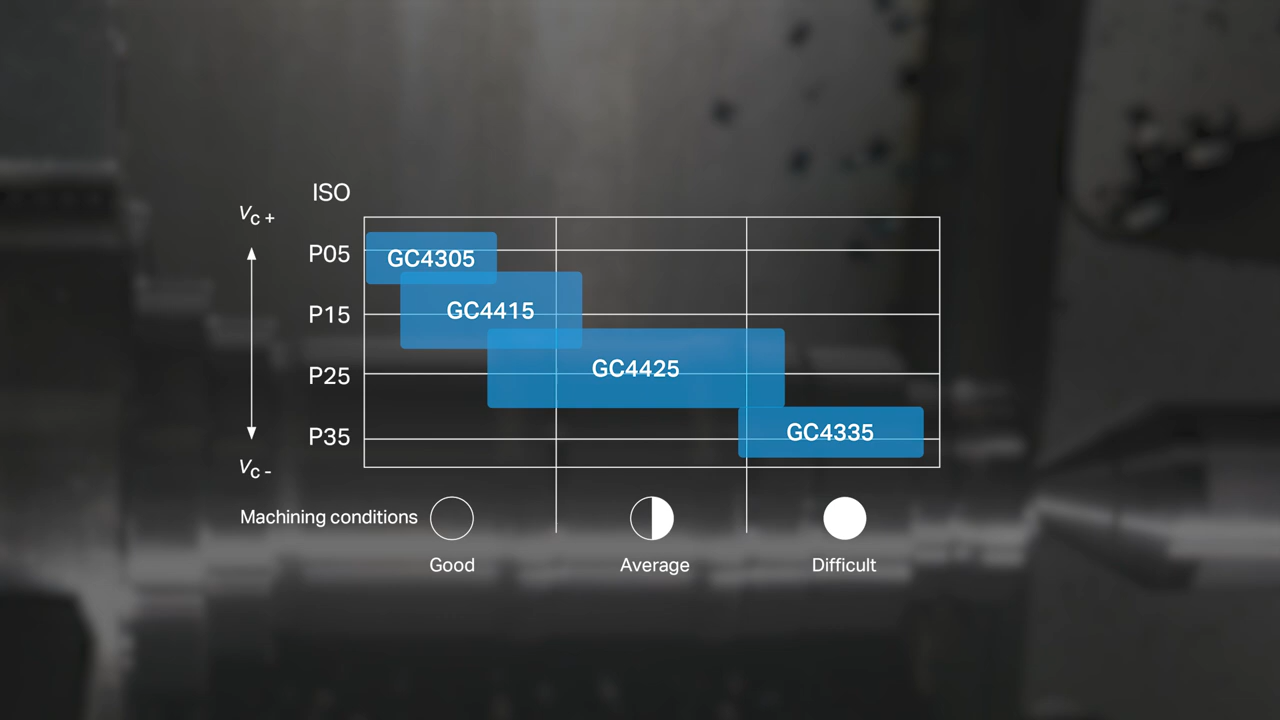 ISO
Vc +
P05
GC4305
P15
GC4415
P25
GC4425
P35
GC4335
Vc -
Machining conditions
Good
Average
Difficult